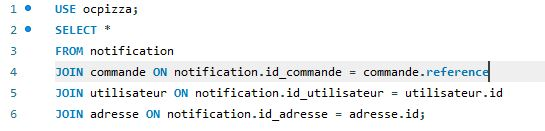 1 USE ocpizza;
2 SELECT *
3 FROM notification
4 JOIN commande ON notification.id_commande = commande.reference
5 JOIN utilisateur ON notification.id_utilisateur = utilisateur.id
6 JOIN adresse ON notification.id_adresse = adresse.id;